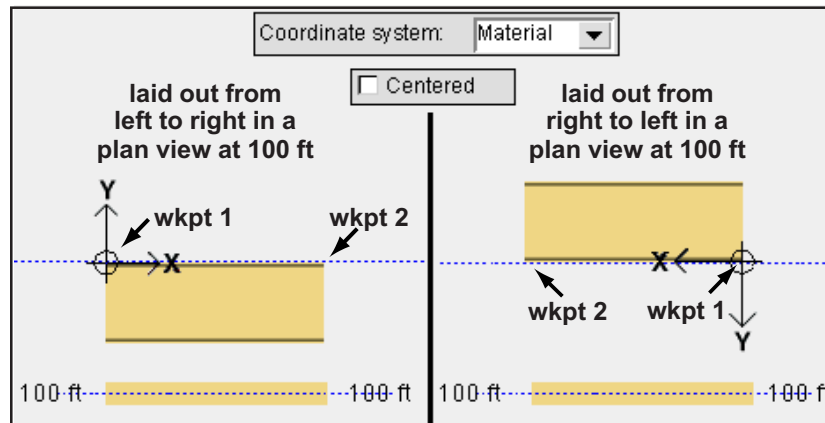 Coordinate system: Material
Centered
laid out from
left to right in a
plan view at 100 ft
Y
wkpt 1
wkpt 2
X
100 ft
100 ft
laid out from
right to left in a
plan view at 100 ft
X
wkpt 2
wkpt 1
Y
100 ft
100 f